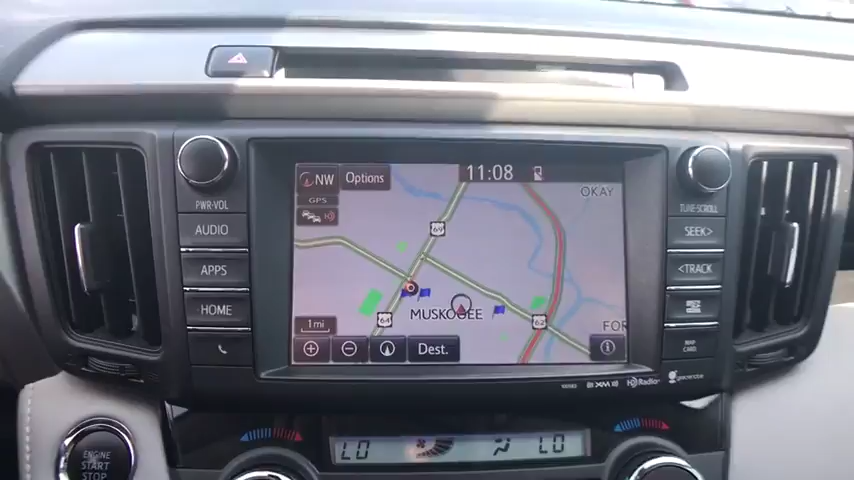 11:08
NW
Options
GPS
OKAY
69
PWR·VOL
AUDIO
APPS
HOME
TUNE·SCROLL
SEEK>
<TRACK
MAP
CARD
64
MUSKOGEE
62
FOR
1mi
Dest.
XM
HD Radio
LO
LO
ENGINE
START
STOP